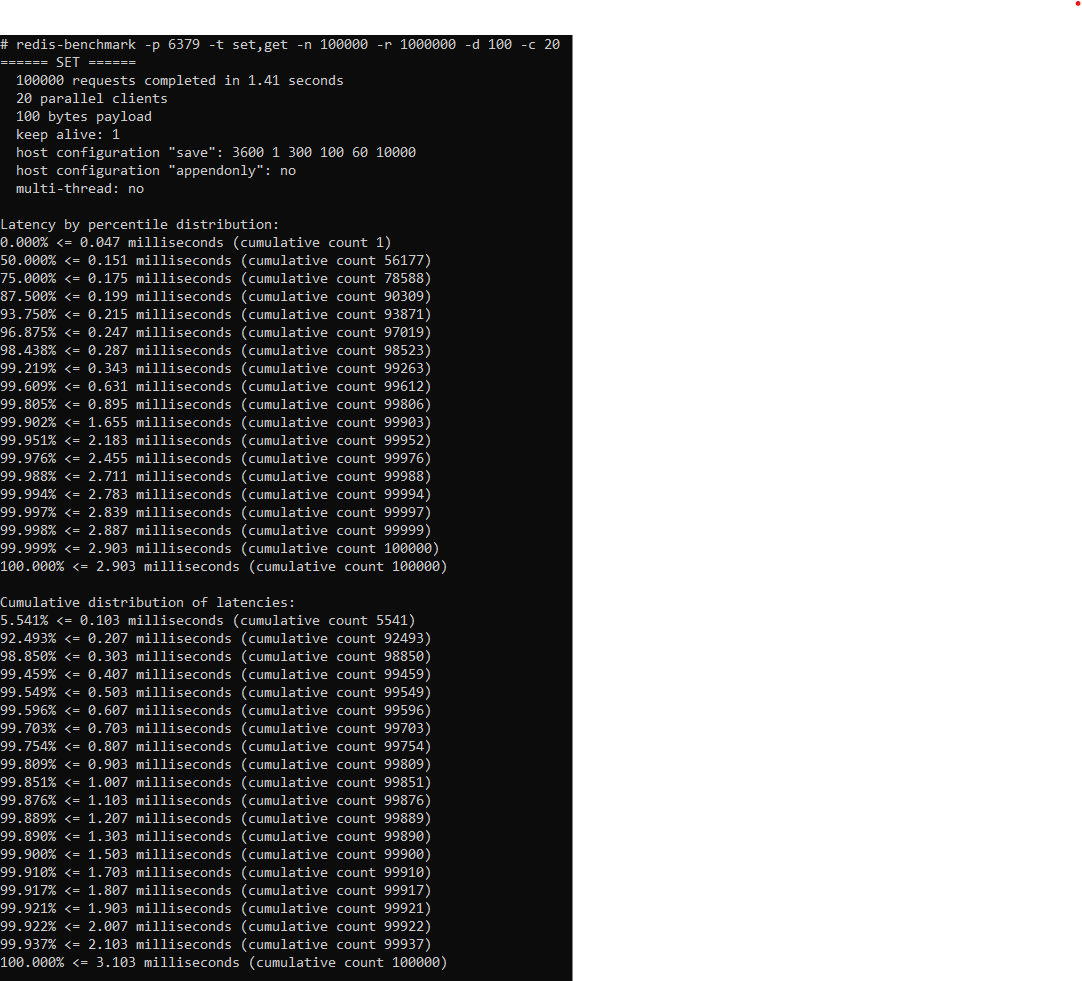 # redis-benchmark -p 6379 -t set,get -n 100000 -r 1000000 -d 100 -c 20
====== SET ======
  100000 requests completed in 1.41 seconds
  20 parallel clients
  100 bytes payload
  keep alive: 1
  host configuration "save": 3600 1 300 100 60 10000
  host configuration "appendonly": no
  multi-thread: no

Latency by percentile distribution:
0.000% <= 0.047 milliseconds (cumulative count 1)
50.000% <= 0.151 milliseconds (cumulative count 56177)
75.000% <= 0.175 milliseconds (cumulative count 78588)
87.500% <= 0.199 milliseconds (cumulative count 90309)
93.750% <= 0.215 milliseconds (cumulative count 93871)
96.875% <= 0.247 milliseconds (cumulative count 97019)
98.438% <= 0.287 milliseconds (cumulative count 98523)
99.219% <= 0.343 milliseconds (cumulative count 99263)
99.609% <= 0.631 milliseconds (cumulative count 99612)
99.805% <= 0.895 milliseconds (cumulative count 99806)
99.902% <= 1.655 milliseconds (cumulative count 99903)
99.951% <= 2.183 milliseconds (cumulative count 99952)
99.976% <= 2.455 milliseconds (cumulative count 99976)
99.988% <= 2.711 milliseconds (cumulative count 99988)
99.994% <= 2.783 milliseconds (cumulative count 99994)
99.997% <= 2.839 milliseconds (cumulative count 99997)
99.998% <= 2.887 milliseconds (cumulative count 99999)
99.999% <= 2.903 milliseconds (cumulative count 100000)
100.000% <= 2.903 milliseconds (cumulative count 100000)

Cumulative distribution of latencies:
5.541% <= 0.103 milliseconds (cumulative count 5541)
92.493% <= 0.207 milliseconds (cumulative count 92493)
98.850% <= 0.303 milliseconds (cumulative count 98850)
99.459% <= 0.407 milliseconds (cumulative count 99459)
99.549% <= 0.503 milliseconds (cumulative count 99549)
99.596% <= 0.607 milliseconds (cumulative count 99596)
99.703% <= 0.703 milliseconds (cumulative count 99703)
99.754% <= 0.807 milliseconds (cumulative count 99754)
99.809% <= 0.903 milliseconds (cumulative count 99809)
99.851% <= 1.007 milliseconds (cumulative count 99851)
99.876% <= 1.103 milliseconds (cumulative count 99876)
99.889% <= 1.207 milliseconds (cumulative count 99889)
99.890% <= 1.303 milliseconds (cumulative count 99890)
99.900% <= 1.503 milliseconds (cumulative count 99900)
99.910% <= 1.703 milliseconds (cumulative count 99910)
99.917% <= 1.807 milliseconds (cumulative count 99917)
99.921% <= 1.903 milliseconds (cumulative count 99921)
99.922% <= 2.007 milliseconds (cumulative count 99922)
99.937% <= 2.103 milliseconds (cumulative count 99937)
100.000% <= 3.103 milliseconds (cumulative count 100000)